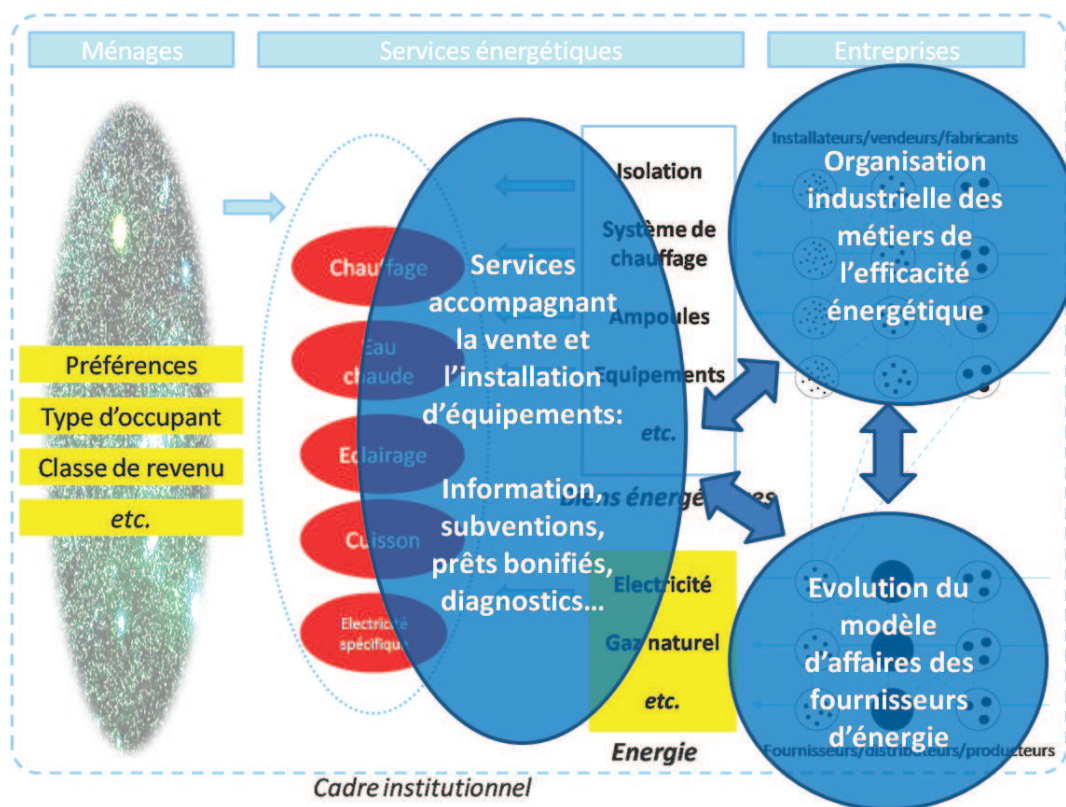 Ménages
Services énergétiques
Entreprises
Préférences
Type d’occupant
Classe de revenu
etc.
Chauffage
Eau
chaude
Eclairage
Cuisson
Electricité
spécifique
Services
accompagnant
la vente et
l’installation
d’équipements:
Information,
subventions,
prêts bonifiés,
diagnostics...
Isolation
Système de
chauffage
Ampoules
Equipements
etc.
Biens énergétiques
Electricité
Gaz naturel
etc.
Energie
Installateurs/vendeurs/fabricants
Organisation
industrielle des
métiers de
l’efficacité
énergétique
Evolution du
modèle
d’affaires des
fournisseurs
d’énergie
Fournisseurs/distributeurs/producteurs
Cadre institutionnel